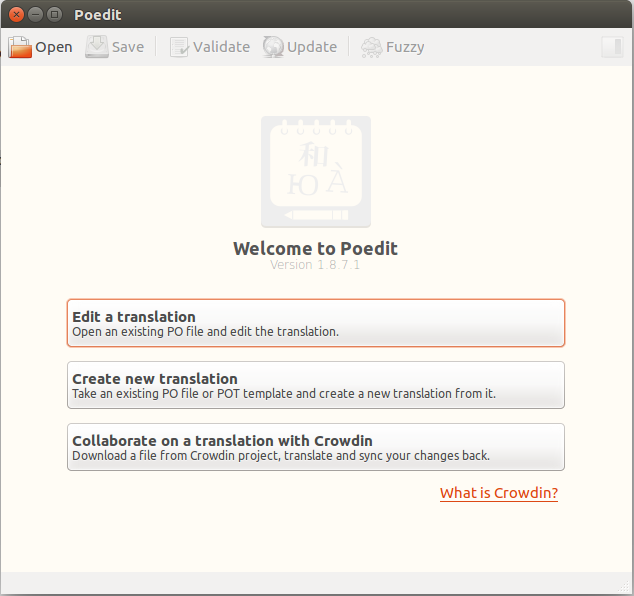 Poedit
Open Save Validate Update Fuzzy
和
Ю À
Welcome to Poedit
Version 1.8.7.1
Edit a translation
Open an existing PO file and edit the translation.
Create new translation
Take an existing PO file or POT template and create a new translation from it.
Collaborate on a translation with Crowdin
Download a file from Crowdin project, translate and sync your changes back.
What is Crowdin?